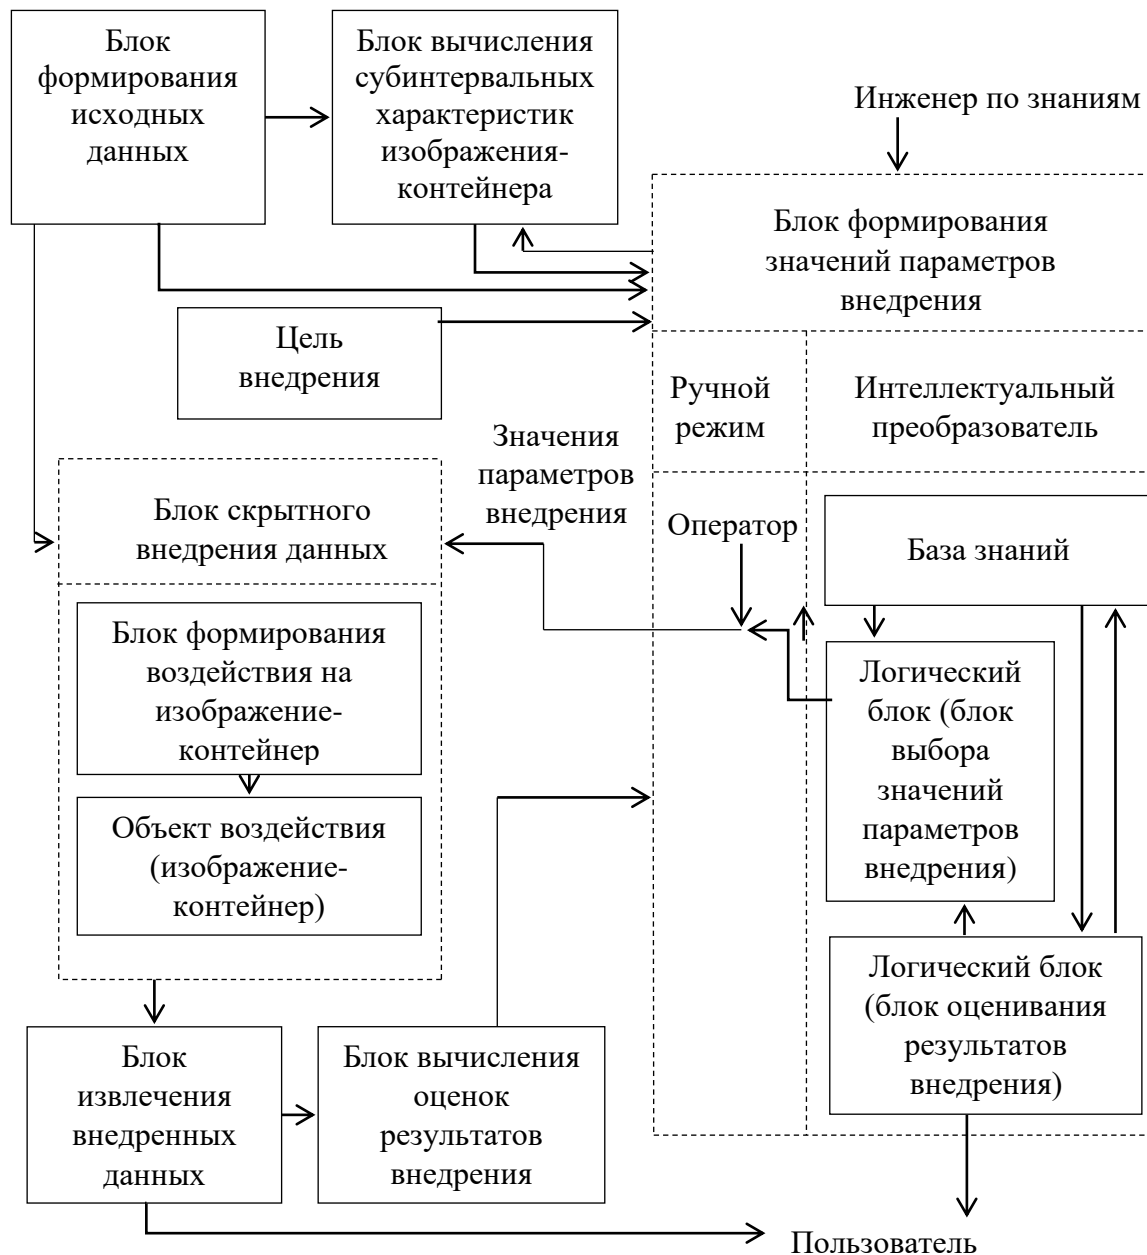 Блок
формирования
исходных
данных
Блок вычисления
субинтервальных
характеристик
изображения-
контейнера
Инженер по знаниям
Блок формирования
значений параметров
внедрения
Цель
внедрения
Ручной
режим
Интеллектуальный
преобразователь
Значения
параметров
внедрения
Блок скрытного
внедрения данных
Оператор
База знаний
Блок формирования
воздействия на
изображение-
контейнер
Логический
блок (блок
выбора
значений
параметров
внедрения)
Объект воздействия
(изображение-
контейнер)
Логический блок
(блок оценивания
результатов
внедрения)
Блок
извлечения
внедренных
данных
Блок вычисления
оценок
результатов
внедрения
Пользователь